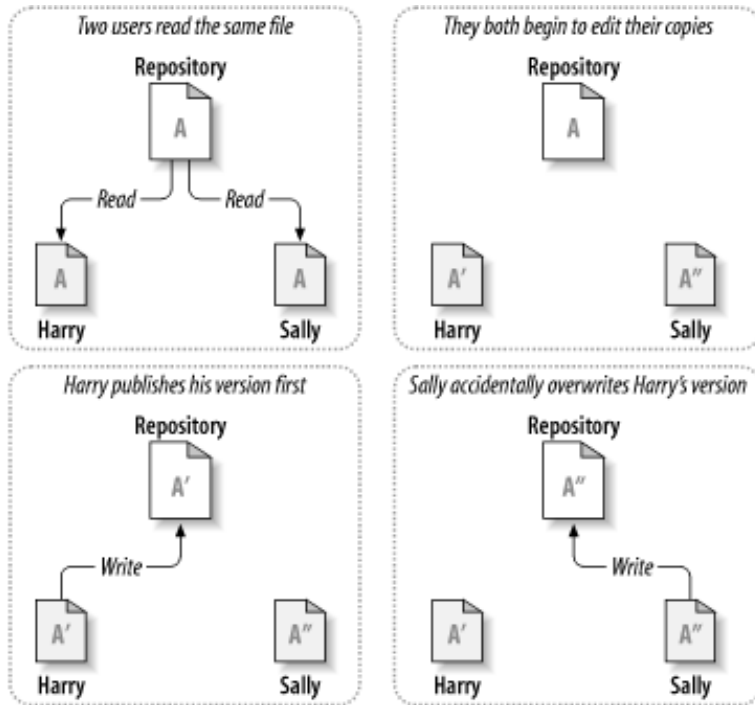 Two users read the same file
Repository
A
Read
Read
A
A
Harry
Sally
They both begin to edit their copies
Repository
A
A′
A″
Harry
Sally
Harry publishes his version first
Repository
A′
Write
A′
A″
Harry
Sally
Sally accidentally overwrites Harry’s version
Repository
A″
Write
A′
A″
Harry
Sally